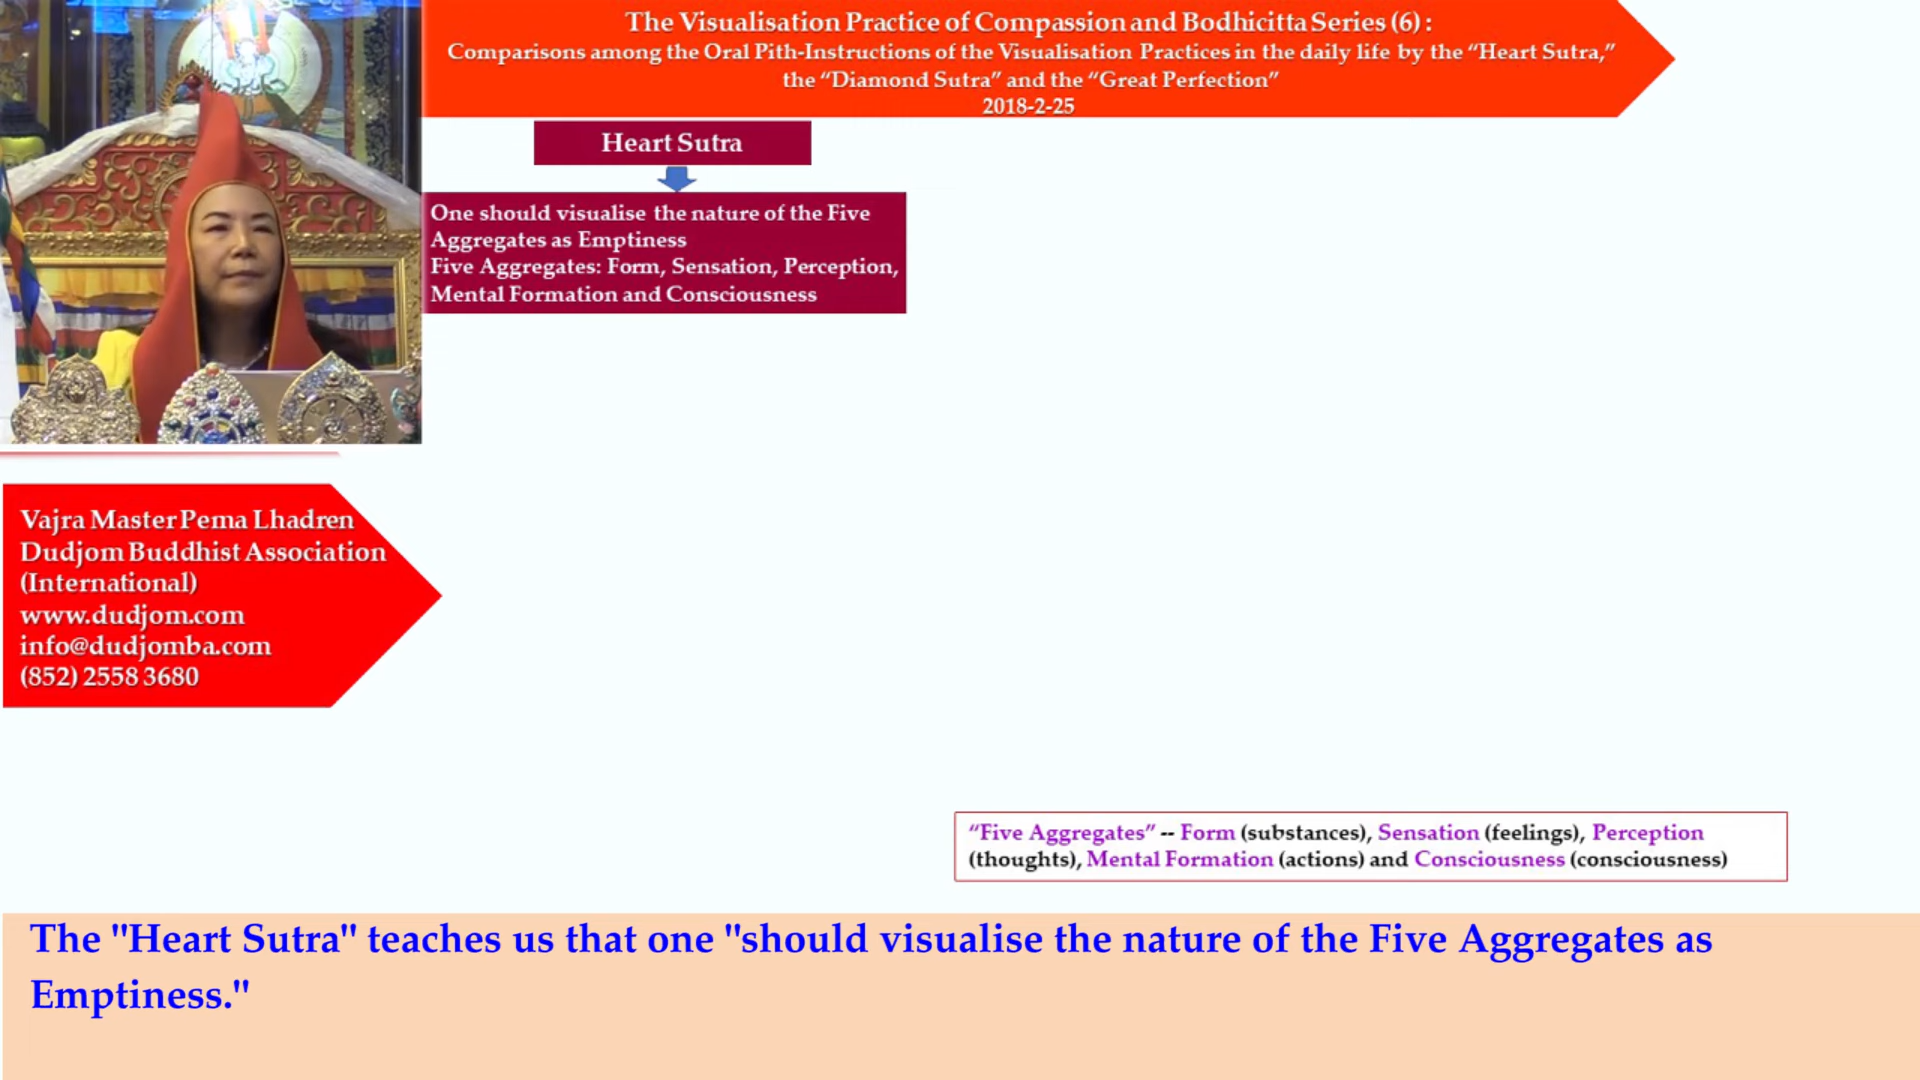 The Visualisation Practice of Compassion and Bodhicitta Series (6) :
Comparisons among the Oral Pith-Instructions of the Visualisation Practices in the daily life by the “Heart Sutra,”
the “Diamond Sutra” and the “Great Perfection”
2018-2-25
Heart Sutra
One should visualise the nature of the Five
Aggregates as Emptiness
Five Aggregates: Form, Sensation, Perception,
Mental Formation and Consciousness
Vajra Master Pema Lhadren
Dudjom Buddhist Association
(International)
www.dudjom.com
info@dudjomba.com
(852) 2558 3680
“Five Aggregates” -- Form (substances), Sensation (feelings), Perception
(thoughts), Mental Formation (actions) and Consciousness (consciousness)
The "Heart Sutra" teaches us that one "should visualise the nature of the Five Aggregates as
Emptiness."